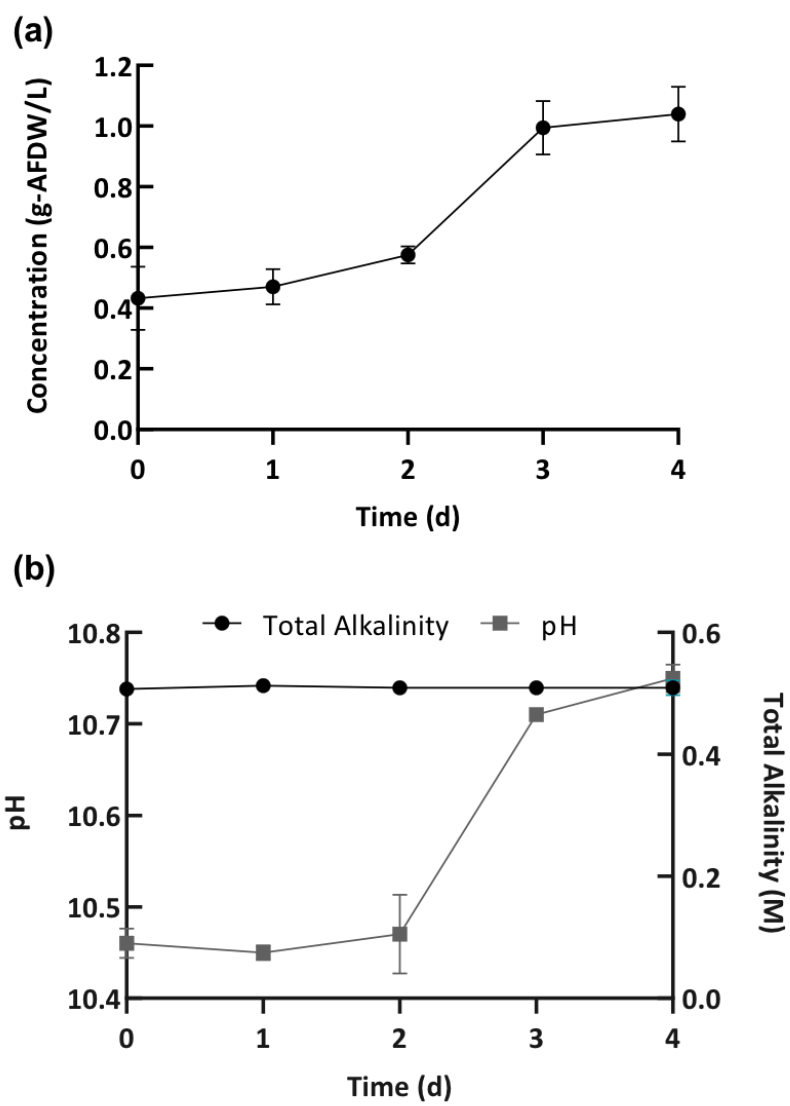 (a)
Concentration (g-AFDW/L)
1.2
1.0
0.8
0.6
0.4
0.2
0.0
0 1 2 3 4
Time (d)
(b)
Total Alkalinity pH
pH
10.8
10.7
10.6
10.5
10.4
0.6
0.4
0.2
0.0
Total Alkalinity (M)
0 1 2 3 4
Time (d)